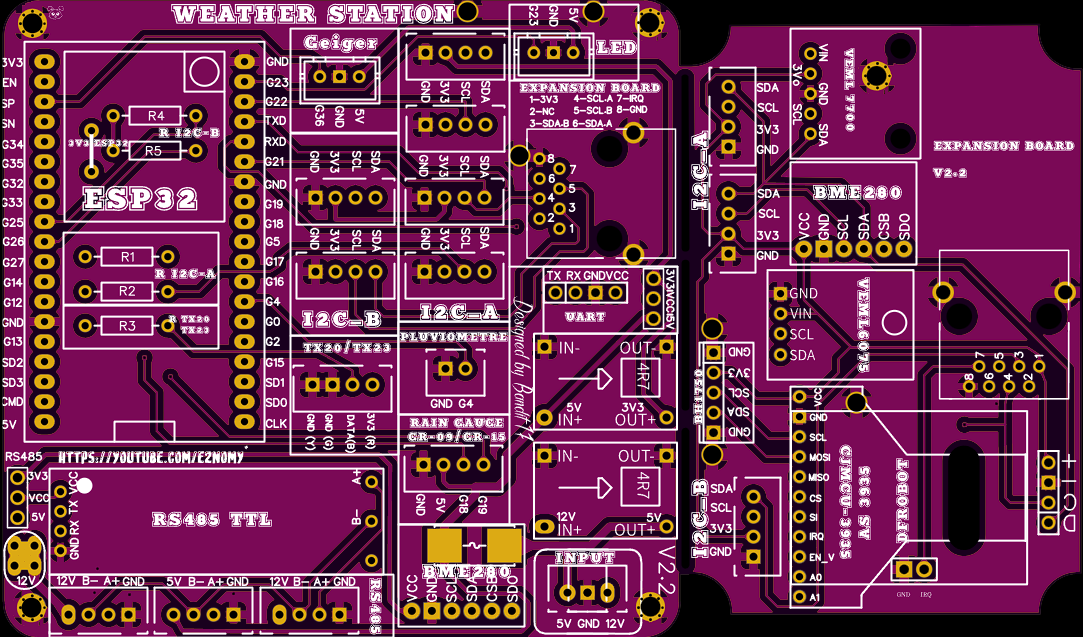 WEATHER STATION
Geiger
G36 GND 5V
G23 GND 5V
LED
EXPANSION BOARD
1-3V3 4-SCL-A 7-IRQ
2-NC 5-SCL-B 8-GND
3-SDA-B 6-SDA-A
8 7
6 5
4 3
2 1
3V3
EN
SP
SN
G34
G35
G32
G33
G25
G26
G27
G14
G12
GND
G13
SD2
SD3
CMD
5V
R4
R I2C-B
3V3 ESP32
R5
ESP32
R1
R I2C-A
R2
R3
R TX20
TX23
GND
G23
G22
TXD
RXD
G21
GND
G19
G18
G5
G17
G16
G4
G0
G2
G15
SD1
SD0
CLK
GND 3V3 SCL SDA
GND 3V3 SCL SDA
I2C_B
GND SCL SDA
GND 3V3 SCL SDA
GND 3V3 SCL SDA
I2C_A
TX20/TX23
GND (Y) GND (G) DATA(B) 3V3 (R)
PLUVIOMETRE
GND G4
RAIN GAUGE
GR-09/GR-15
GND 5V G18 G19
Designed by Bandit77
TX RX GND VCC
UART
3V3 VCC 5V
IN- OUT-
4R7
5V 3V3
IN+ OUT+
IN- OUT-
4R7
12V 5V
IN+ OUT+
HTTPS://YOUTUBE.COM/E2NOMY
RS485
3V3
VCC
5V
12V
GND RX TX VCC
RS485 TTL
A+
B-
12V B- A+ GND
5V B- A+ GND
12V B- A+ GND
RS485
BME280
VCC GND SCL SDA CSB SDO
INPUT
5V GND 12V
V2.2
I2C_A
SDA
SCL
3V3
GND
SDA
SCL
3V3
GND
VIN 3Vo GND SCL SDA
VEML 7700
EXPANSION BOARD
V2.2
BME280
VCC GND SCL SDA CSB SDO
GND
VIN
SCL
SDA
VEML6075
GND 3V3 SCL SDA GND
BH1750
7 5 3 1
8 6 4 2
I2C_B
SDA
SCL
3V3
GND
VCC
GND
SCL
MOSI
MISO
CS
SI
IRQ
EN_V
A0
A1
CJMCU-3935
5395 5V
DFROBOT
GND IRQ